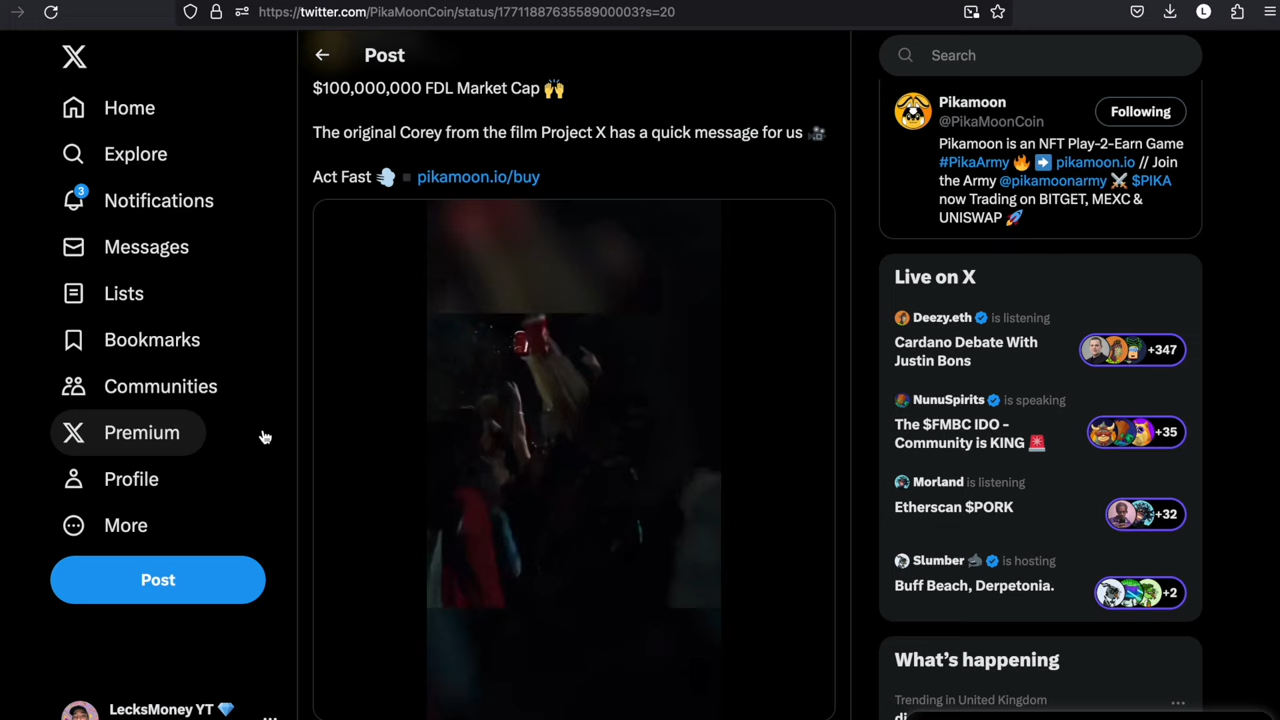 https://twitter.com/PikaMoonCoin/status/1771188763558900003?s=20
L
Home
Explore
3
Notifications
Messages
Lists
Bookmarks
Communities
Premium
Profile
More
Post
LecksMoney YT 💎
Post
$100,000,000 FDL Market Cap 🙌
The original Corey from the film Project X has a quick message for us 🎥
Act Fast 💨 ▪ pikamoon.io/buy
Search
Pikamoon
@PikaMoonCoin
Following
Pikamoon is an NFT Play-2-Earn Game
#PikaArmy 🔥 ➡️ pikamoon.io // Join
the Army @pikamoonarmy ⚔️ $PIKA
now Trading on BITGET, MEXC &
UNISWAP 🚀
Live on X
Deezy.eth is listening
Cardano Debate With
Justin Bons
+347
NunuSpirits is speaking
The $FMBC IDO -
Community is KING 🚨
+35
Morland is listening
Etherscan $PORK
+32
Slumber 🦈 is hosting
Buff Beach, Derpetonia.
+2
What's happening
Trending in United Kingdom